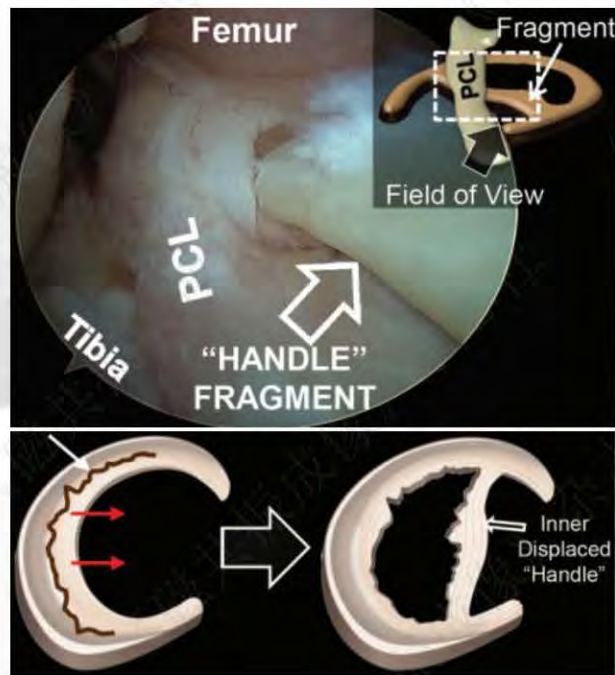 Femur
Fragment
PCL
Field of View
PCL
Tibia
“HANDLE”
FRAGMENT
Inner
Displaced
“Handle”